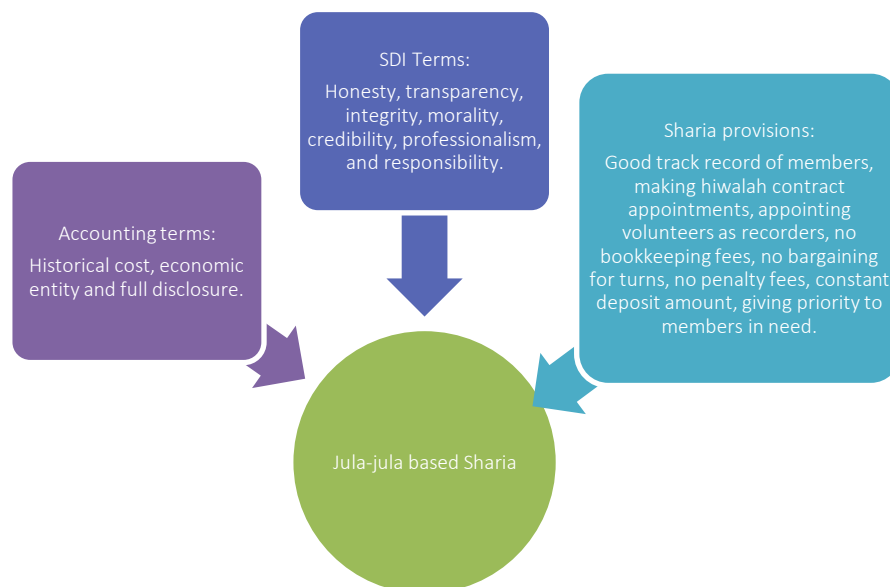 SDI Terms:
Honesty, transparency,
integrity, morality,
credibility, professionalism,
and responsibility.
Accounting terms:
Historical cost, economic
entity and full disclosure.
Sharia provisions:
Good track record of members,
making hiwalah contract
appointments, appointing
volunteers as recorders, no
bookkeeping fees, no bargaining
for turns, no penalty fees, constant
deposit amount, giving priority to
members in need.
Jula-jula based Sharia